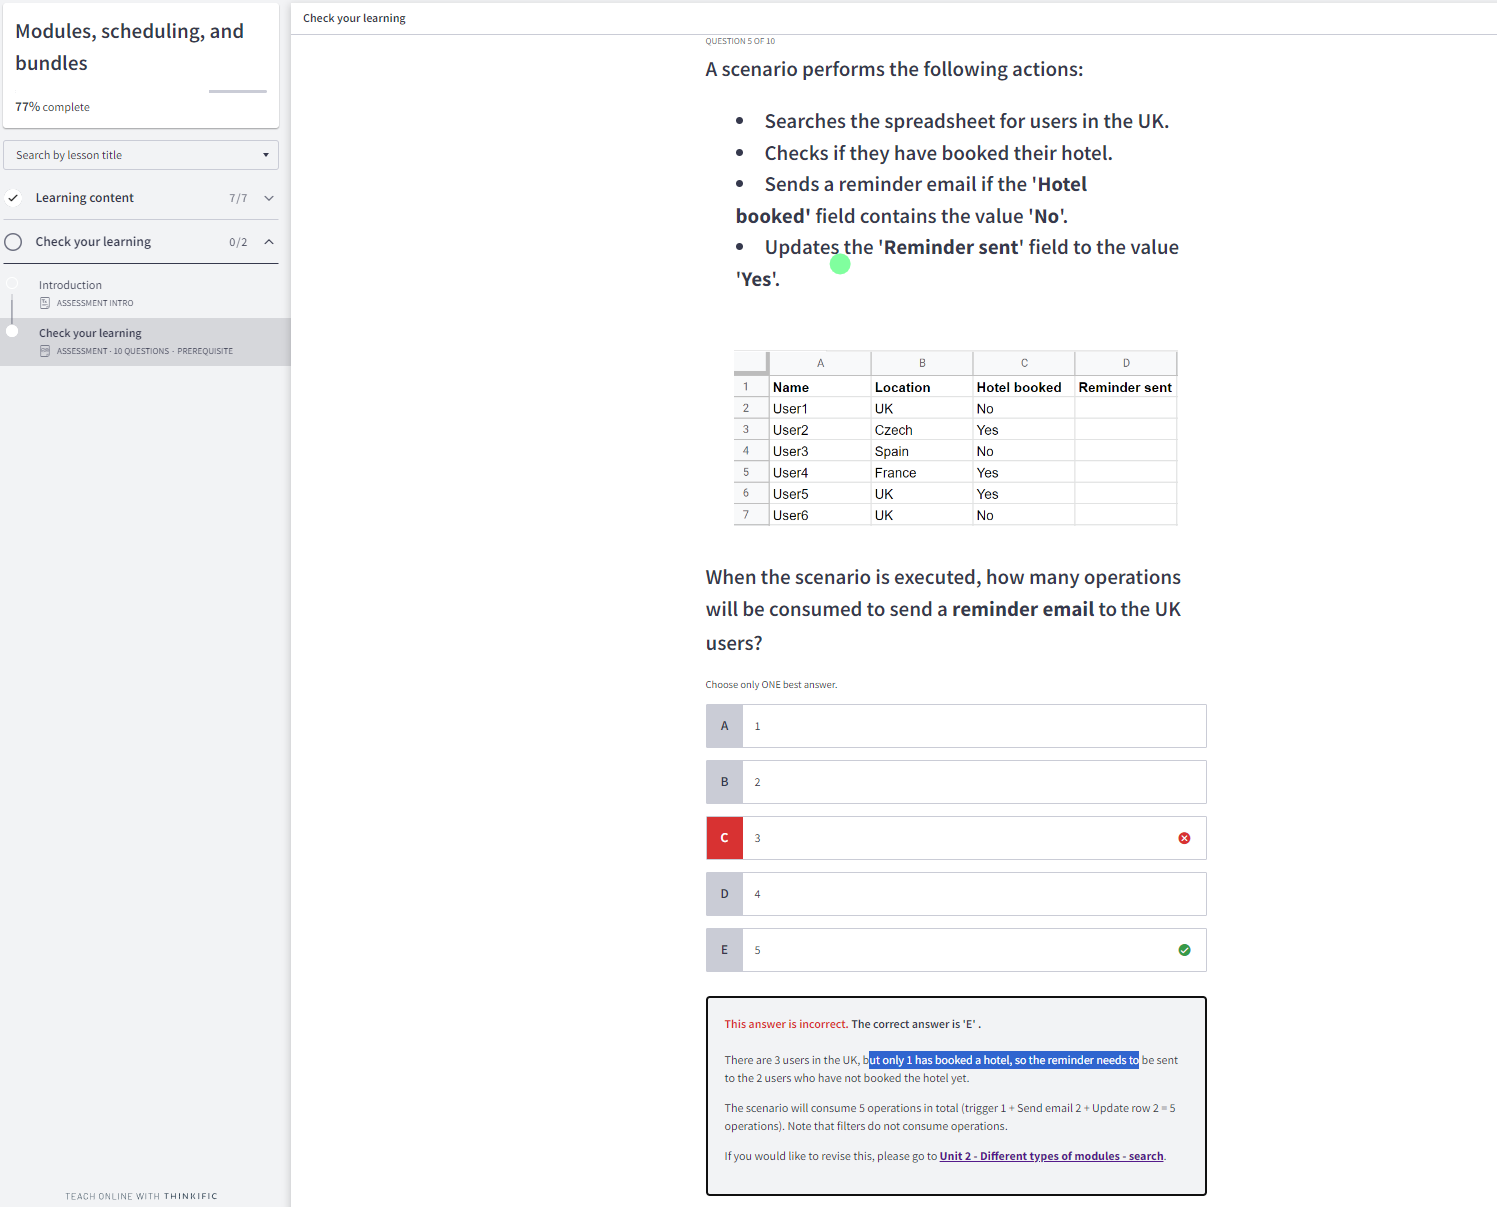 Modules, scheduling, and
bundles
77% complete
Search by lesson title
Learning content 7/7
Check your learning 0/2
Introduction
ASSESSMENT INTRO
Check your learning
ASSESSMENT · 10 QUESTIONS · PREREQUISITE
TEACH ONLINE WITH THINKIFIC
Check your learning
QUESTION 5 OF 10
A scenario performs the following actions:
• Searches the spreadsheet for users in the UK.
• Checks if they have booked their hotel.
• Sends a reminder email if the 'Hotel
booked' field contains the value 'No'.
• Updates the 'Reminder sent' field to the value
'Yes'.
A B C D
1 Name Location Hotel booked Reminder sent
2 User1 UK No
3 User2 Czech Yes
4 User3 Spain No
5 User4 France Yes
6 User5 UK Yes
7 User6 UK No
When the scenario is executed, how many operations
will be consumed to send a reminder email to the UK
users?
Choose only ONE best answer.
A 1
B 2
C 3
D 4
E 5
This answer is incorrect. The correct answer is 'E' .
There are 3 users in the UK, but only 1 has booked a hotel, so the reminder needs to be sent
to the 2 users who have not booked the hotel yet.
The scenario will consume 5 operations in total (trigger 1 + Send email 2 + Update row 2 = 5
operations). Note that filters do not consume operations.
If you would like to revise this, please go to Unit 2 - Different types of modules - search.